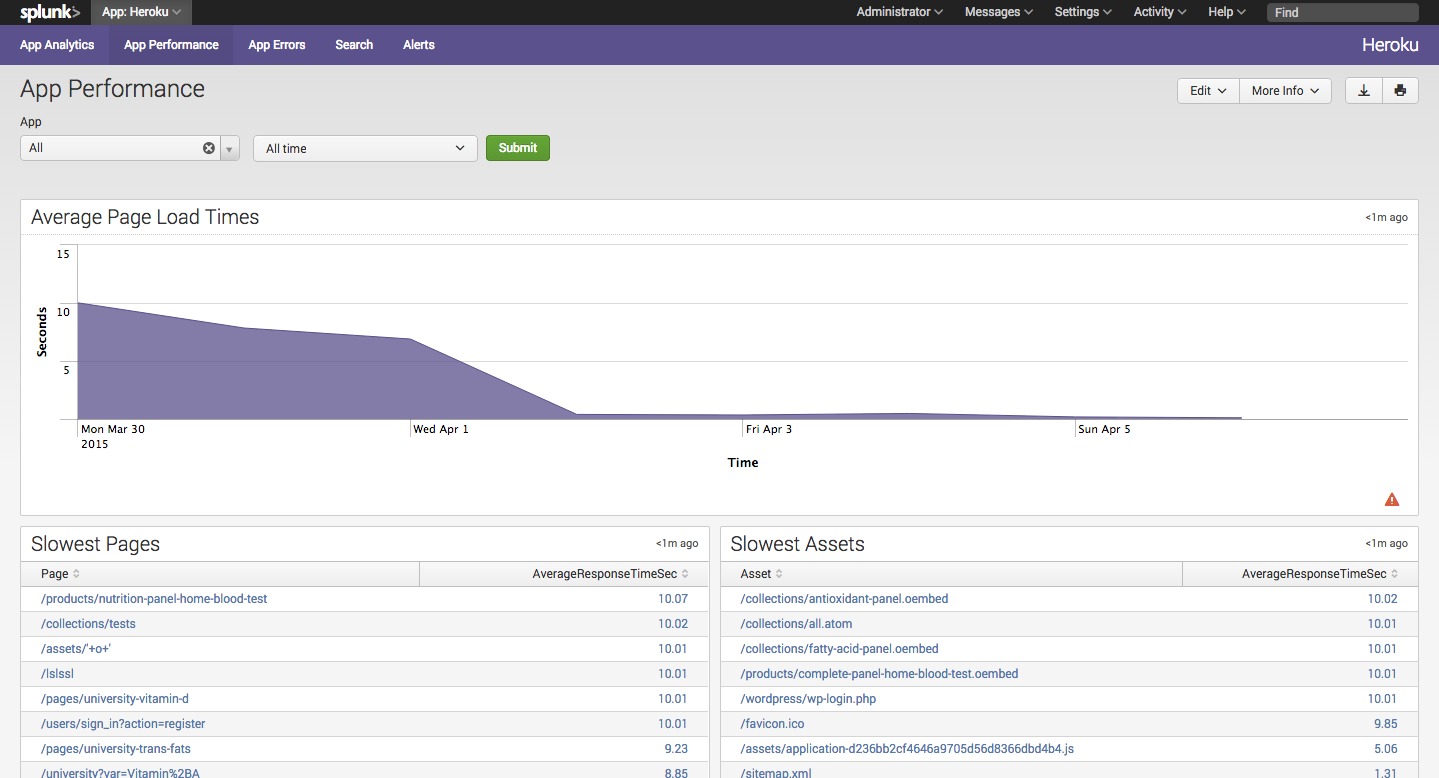 splunk> App: Heroku Administrator Messages Settings Activity Help Find
App Analytics App Performance App Errors Search Alerts Heroku
App Performance Edit More Info
App
All All time Submit
Average Page Load Times <1m ago
15
10
5
Seconds
Mon Mar 30 Wed Apr 1 Fri Apr 3 Sun Apr 5
2015
Time
Slowest Pages <1m ago
Page AverageResponseTimeSec
/products/nutrition-panel-home-blood-test 10.07
/collections/tests 10.02
/assets/'+o+' 10.01
/lslssl 10.01
/pages/university-vitamin-d 10.01
/users/sign_in?action=register 10.01
/pages/university-trans-fats 9.23
/university?var=Vitamin%2BA 8.85
Slowest Assets <1m ago
Asset AverageResponseTimeSec
/collections/antioxidant-panel.oembed 10.02
/collections/all.atom 10.01
/collections/fatty-acid-panel.oembed 10.01
/products/complete-panel-home-blood-test.oembed 10.01
/wordpress/wp-login.php 10.01
/favicon.ico 9.85
/assets/application-d236bb2cf4646a9705d56d8366dbd4b4.js 5.06
/sitemap.xml 1.31